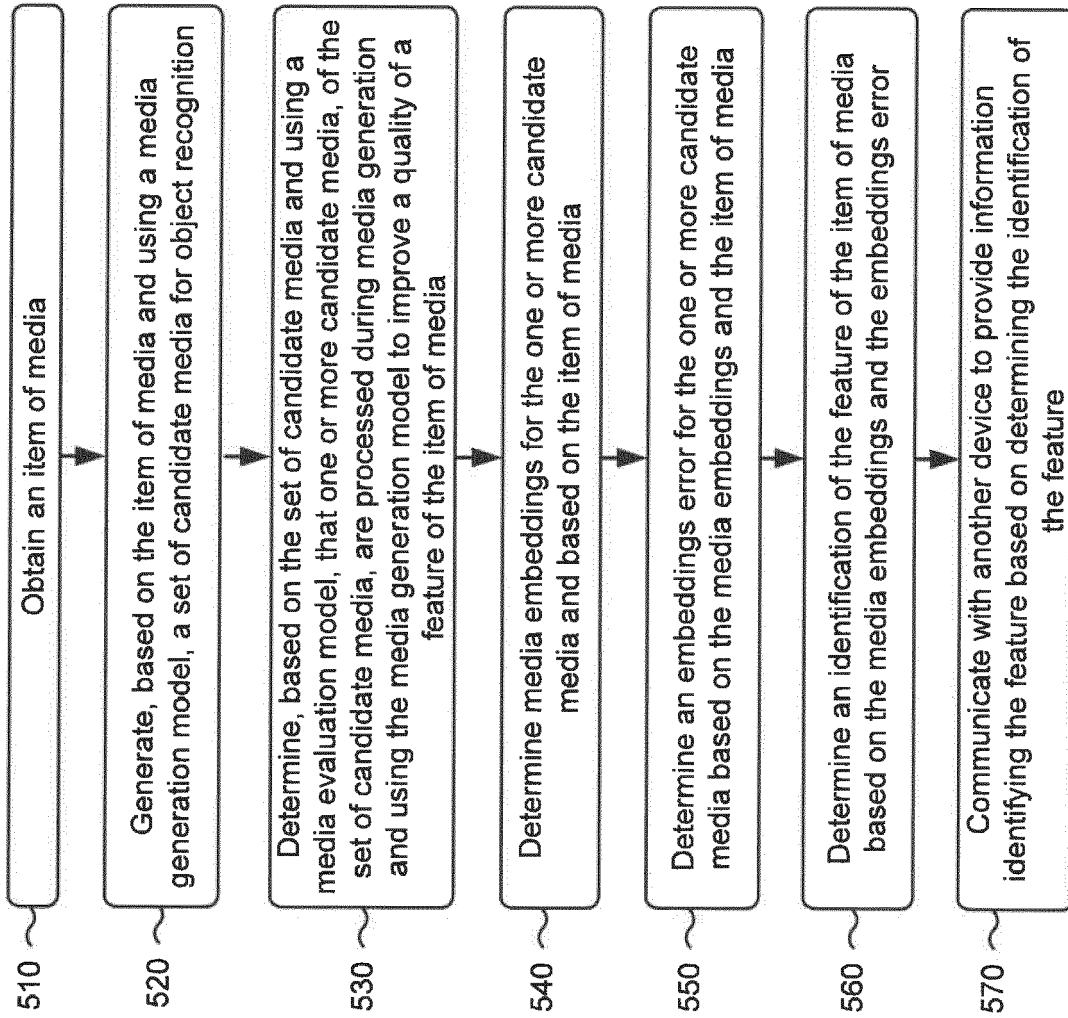 510
Obtain an item of media
520
Generate, based on the item of media and using a media
generation model, a set of candidate media for object recognition
530
Determine, based on the set of candidate media and using a
media evaluation model, that one or more candidate media, of the
set of candidate media, are processed during media generation
and using the media generation model to improve a quality of a
feature of the item of media
540
Determine media embeddings for the one or more candidate
media and based on the item of media
550
Determine an embeddings error for the one or more candidate
media based on the media embeddings and the item of media
560
Determine an identification of the feature of the item of media
based on the media embeddings and the embeddings error
570
Communicate with another device to provide information
identifying the feature based on determining the identification of
the feature